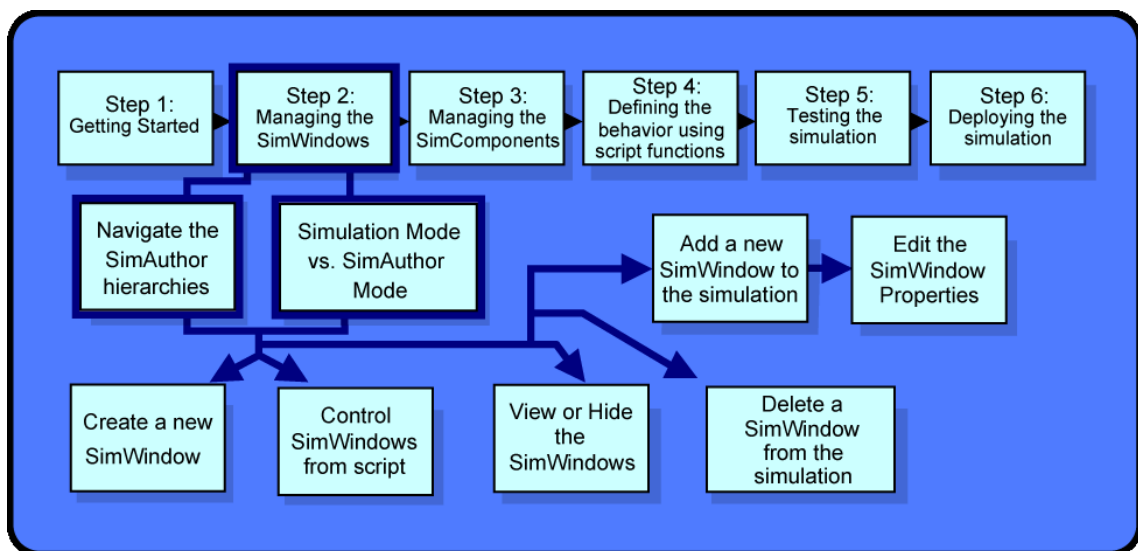 Step 1:
Getting Started
Step 2:
Managing the
SimWindows
Step 3:
Managing the
SimComponents
Step 4:
Defining the
behavior using
script functions
Step 5:
Testing the
simulation
Step 6:
Deploying the
simulation
Navigate the
SimAuthor
hierarchies
Simulation Mode
vs. SimAuthor
Mode
Add a new
SimWindow to
the simulation
Edit the
SimWindow
Properties
Create a new
SimWindow
Control
SimWindows
from script
View or Hide
the
SimWindows
Delete a
SimWindow
from the
simulation